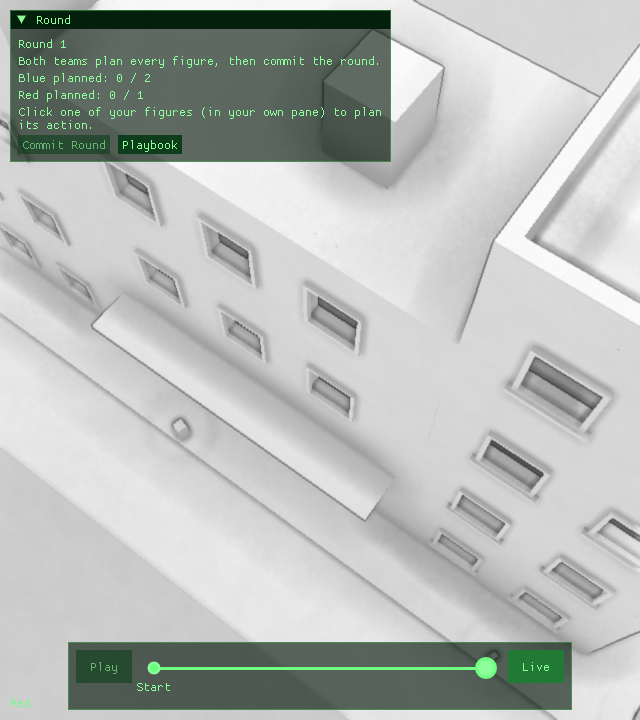 Round
Round 1
Both teams plan every figure, then commit the round.
Blue planned: 0 / 2
Red planned: 0 / 1
Click one of your figures (in your own pane) to plan
its action.
Commit Round Playbook
Play Live
Start
Red